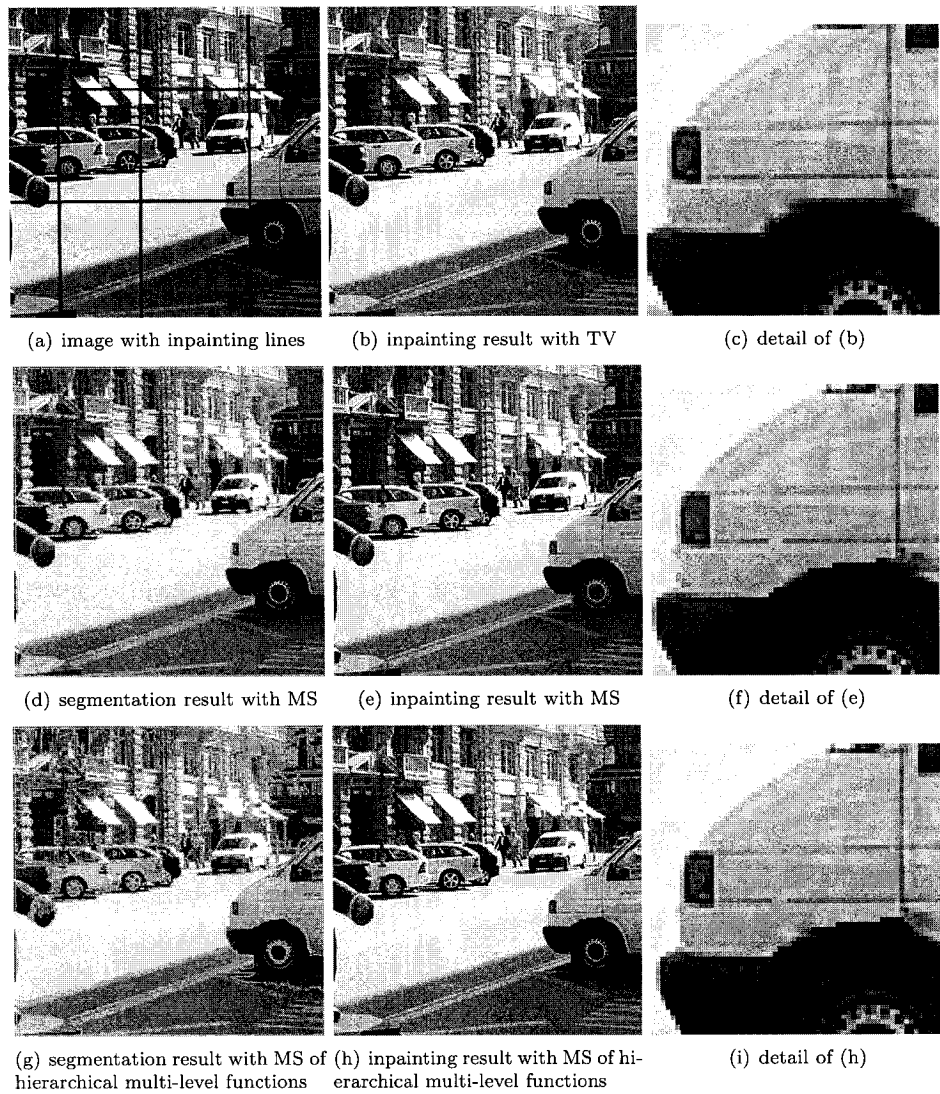 (a) image with inpainting lines
(b) inpainting result with TV
(c) detail of (b)
(d) segmentation result with MS
(e) inpainting result with MS
(f) detail of (e)
(g) segmentation result with MS of
hierarchical multi-level functions
(h) inpainting result with MS of hi-
erarchical multi-level functions
(i) detail of (h)